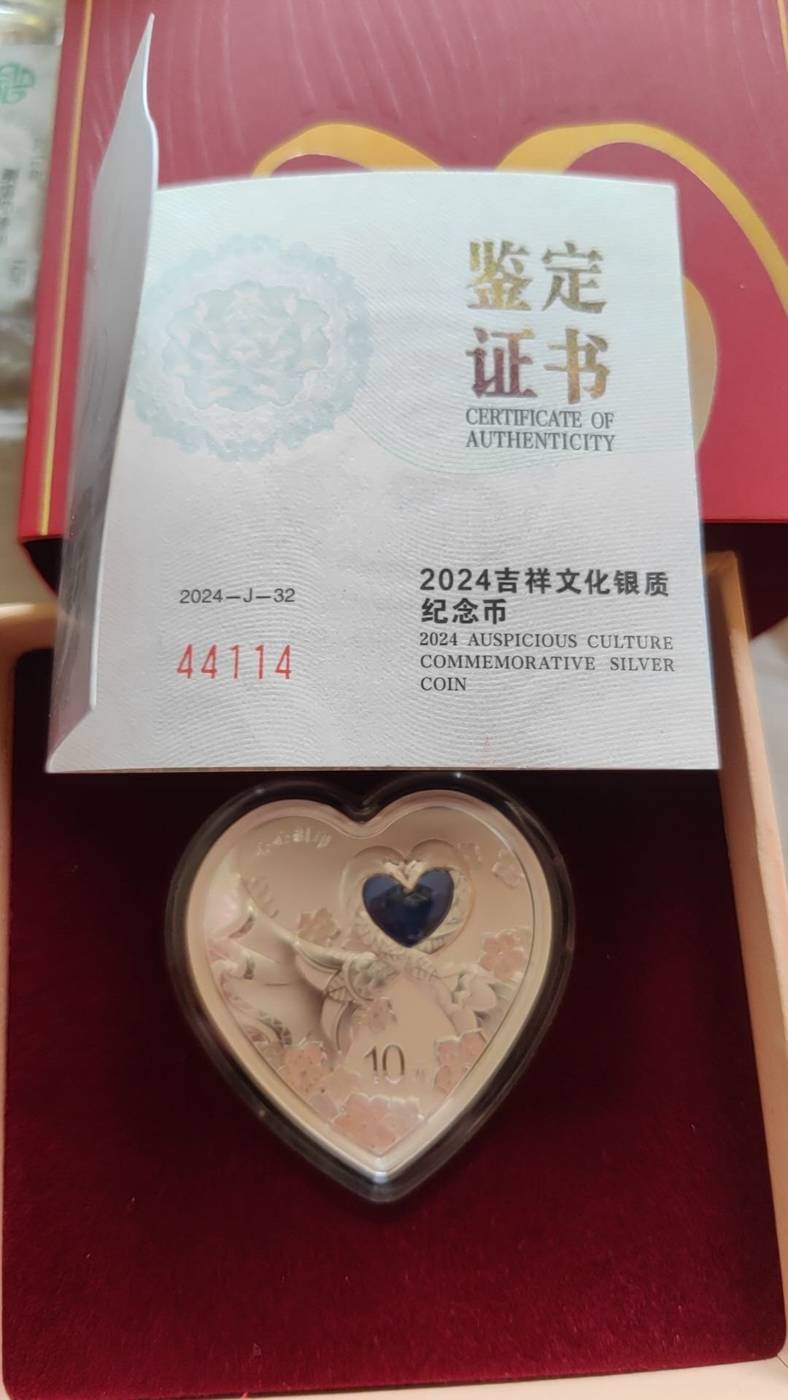 鉴定
证书
CERTIFICATE OF
AUTHENTICITY
2024—J—32
44114
2024吉祥文化银质
纪念币
2024 AUSPICIOUS CULTURE
COMMEMORATIVE SILVER
COIN
10